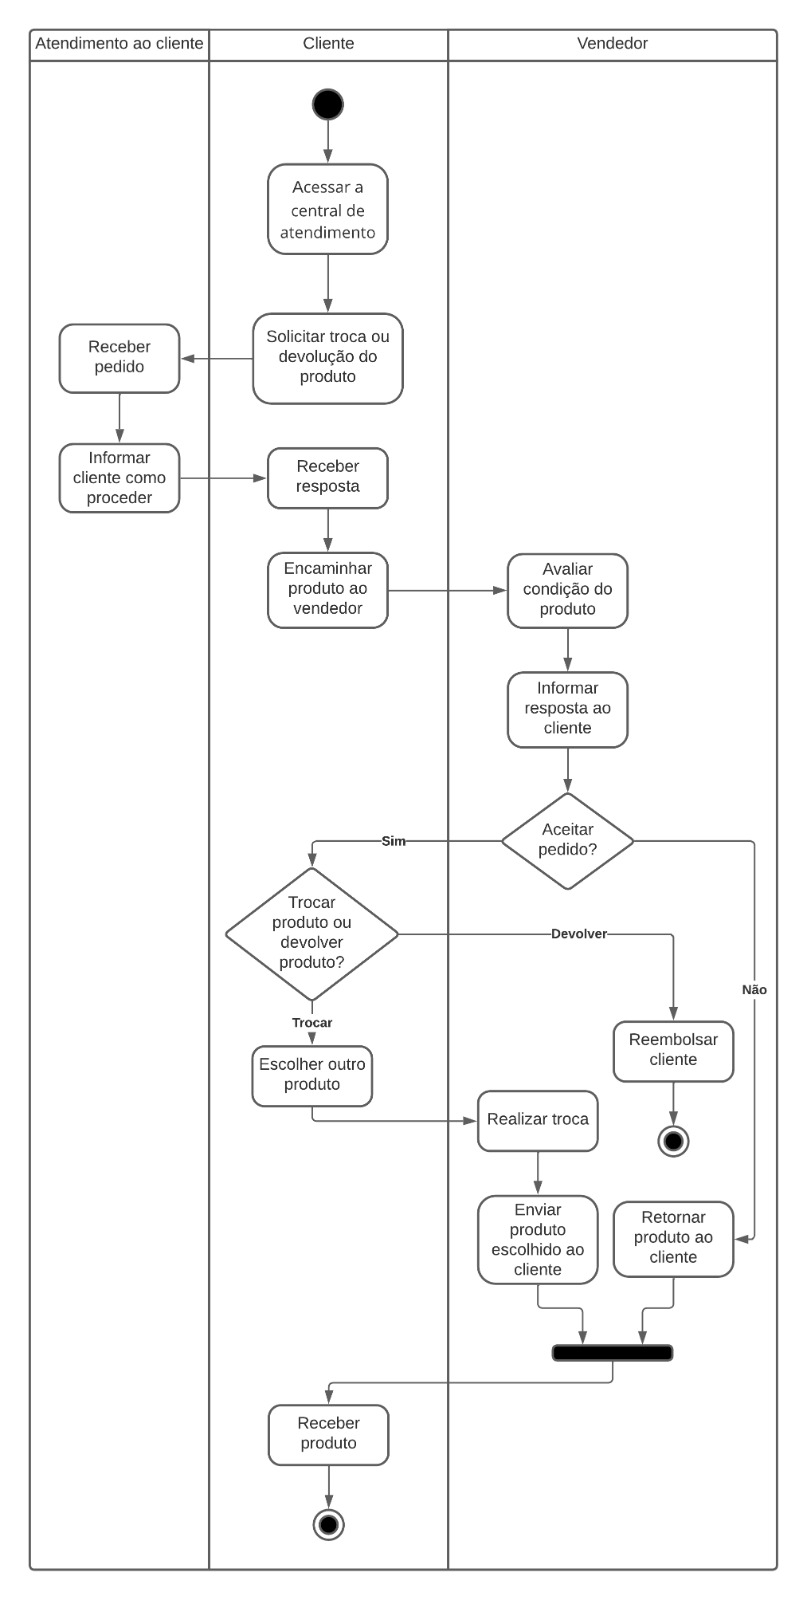 Atendimento ao cliente
Cliente
Vendedor
Acessar a
central de
atendimento
Solicitar troca ou
devolução do
produto
Receber
pedido
Informar
cliente como
proceder
Receber
resposta
Encaminhar
produto ao
vendedor
Avaliar
condição do
produto
Informar
resposta ao
cliente
Aceitar
pedido?
Sim
Não
Trocar
produto ou
devolver
produto?
Devolver
Trocar
Reembolsar
cliente
Escolher outro
produto
Realizar troca
Enviar
produto
escolhido ao
cliente
Retornar
produto ao
cliente
Receber
produto